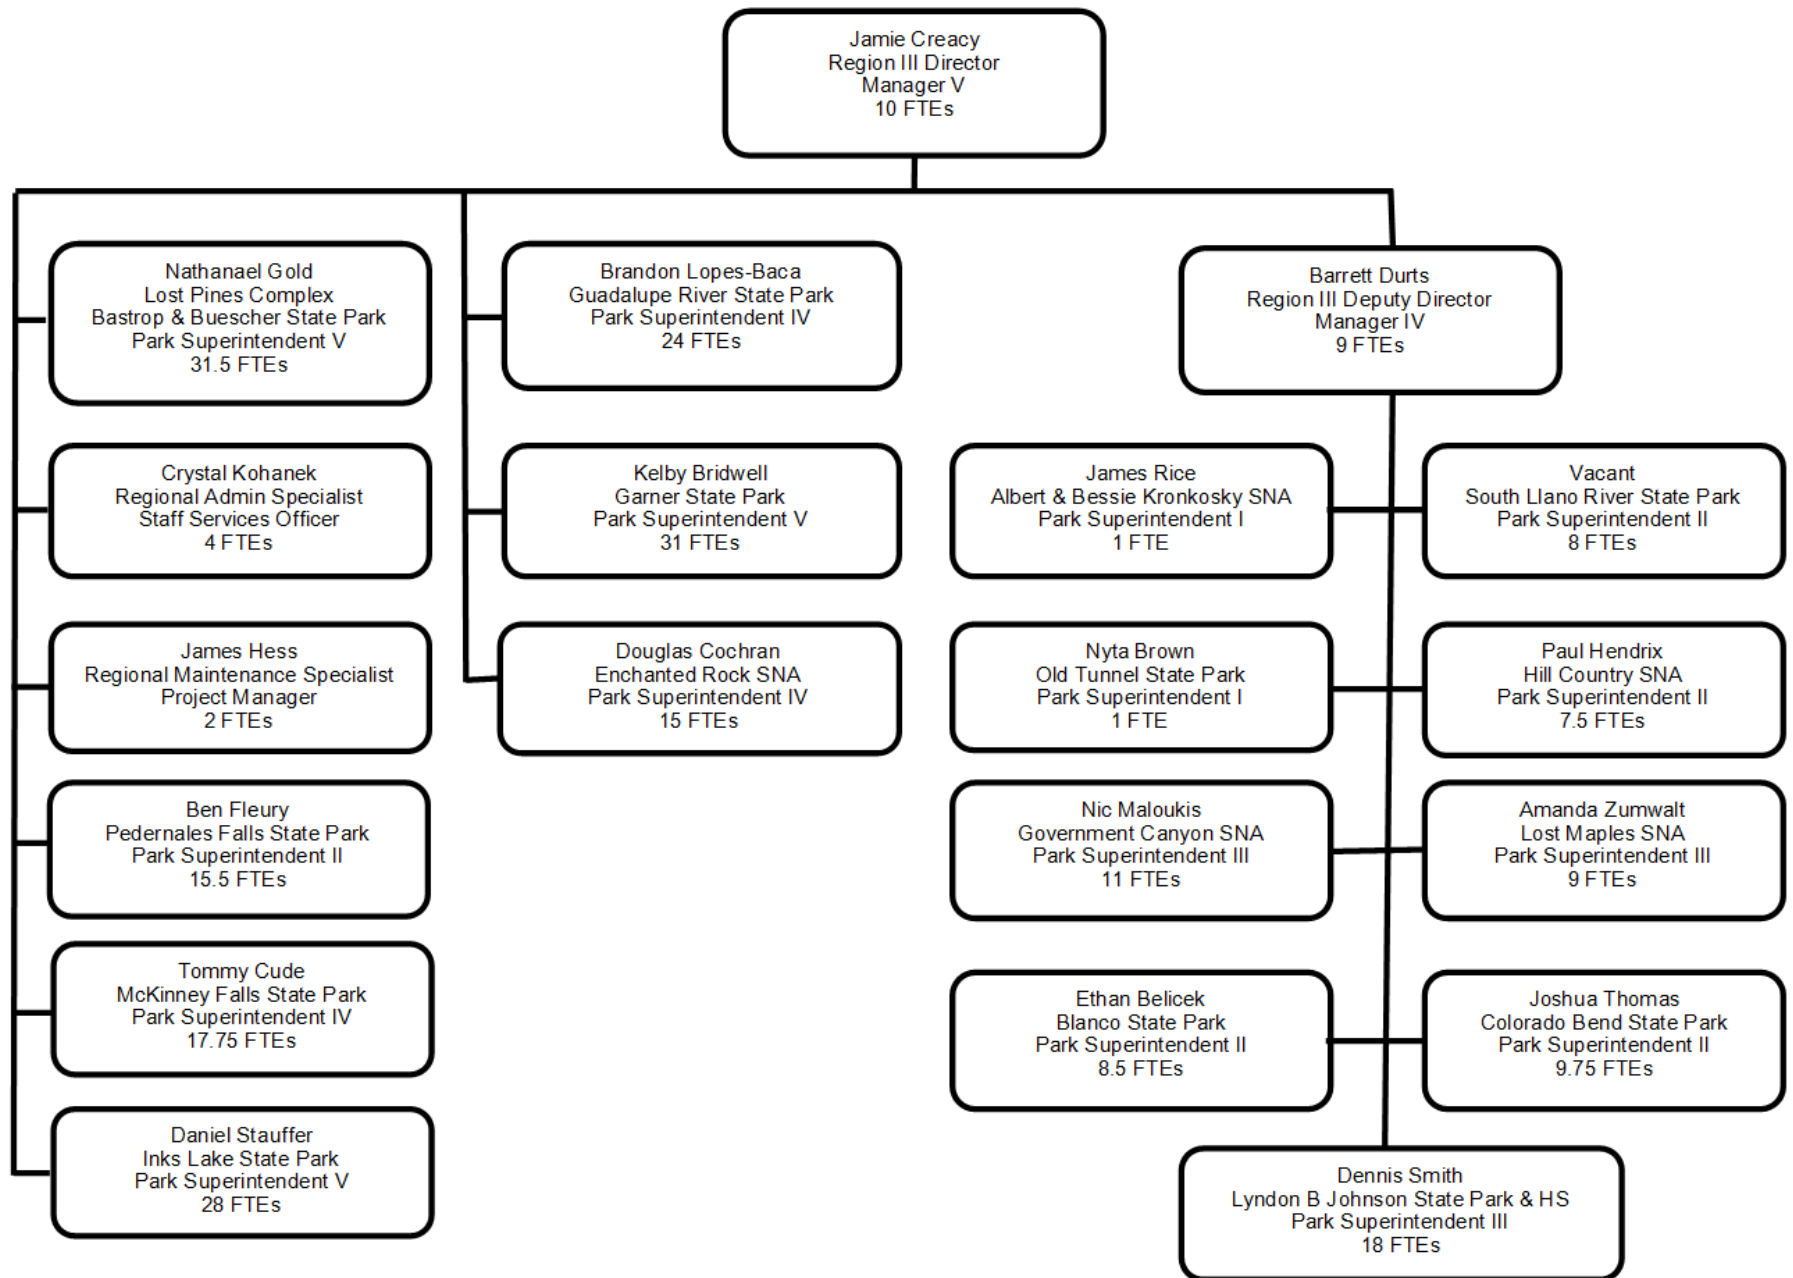 Jamie Creacy
Region III Director
Manager V
10 FTEs
Nathanael Gold
Lost Pines Complex
Bastrop & Buescher State Park
Park Superintendent V
31.5 FTEs
Crystal Kohanek
Regional Admin Specialist
Staff Services Officer
4 FTEs
James Hess
Regional Maintenance Specialist
Project Manager
2 FTEs
Ben Fleury
Pedernales Falls State Park
Park Superintendent II
15.5 FTEs
Tommy Cude
McKinney Falls State Park
Park Superintendent IV
17.75 FTEs
Daniel Stauffer
Inks Lake State Park
Park Superintendent V
28 FTEs
Brandon Lopes-Baca
Guadalupe River State Park
Park Superintendent IV
24 FTEs
Kelby Bridwell
Garner State Park
Park Superintendent V
31 FTEs
Douglas Cochran
Enchanted Rock SNA
Park Superintendent IV
15 FTEs
Barrett Durts
Region III Deputy Director
Manager IV
9 FTEs
James Rice
Albert & Bessie Kronkosky SNA
Park Superintendent I
1 FTE
Vacant
South Llano River State Park
Park Superintendent II
8 FTEs
Nyta Brown
Old Tunnel State Park
Park Superintendent I
1 FTE
Paul Hendrix
Hill Country SNA
Park Superintendent II
7.5 FTEs
Nic Maloukis
Government Canyon SNA
Park Superintendent III
11 FTEs
Amanda Zumwalt
Lost Maples SNA
Park Superintendent III
9 FTEs
Ethan Belicek
Blanco State Park
Park Superintendent II
8.5 FTEs
Joshua Thomas
Colorado Bend State Park
Park Superintendent II
9.75 FTEs
Dennis Smith
Lyndon B Johnson State Park & HS
Park Superintendent III
18 FTEs